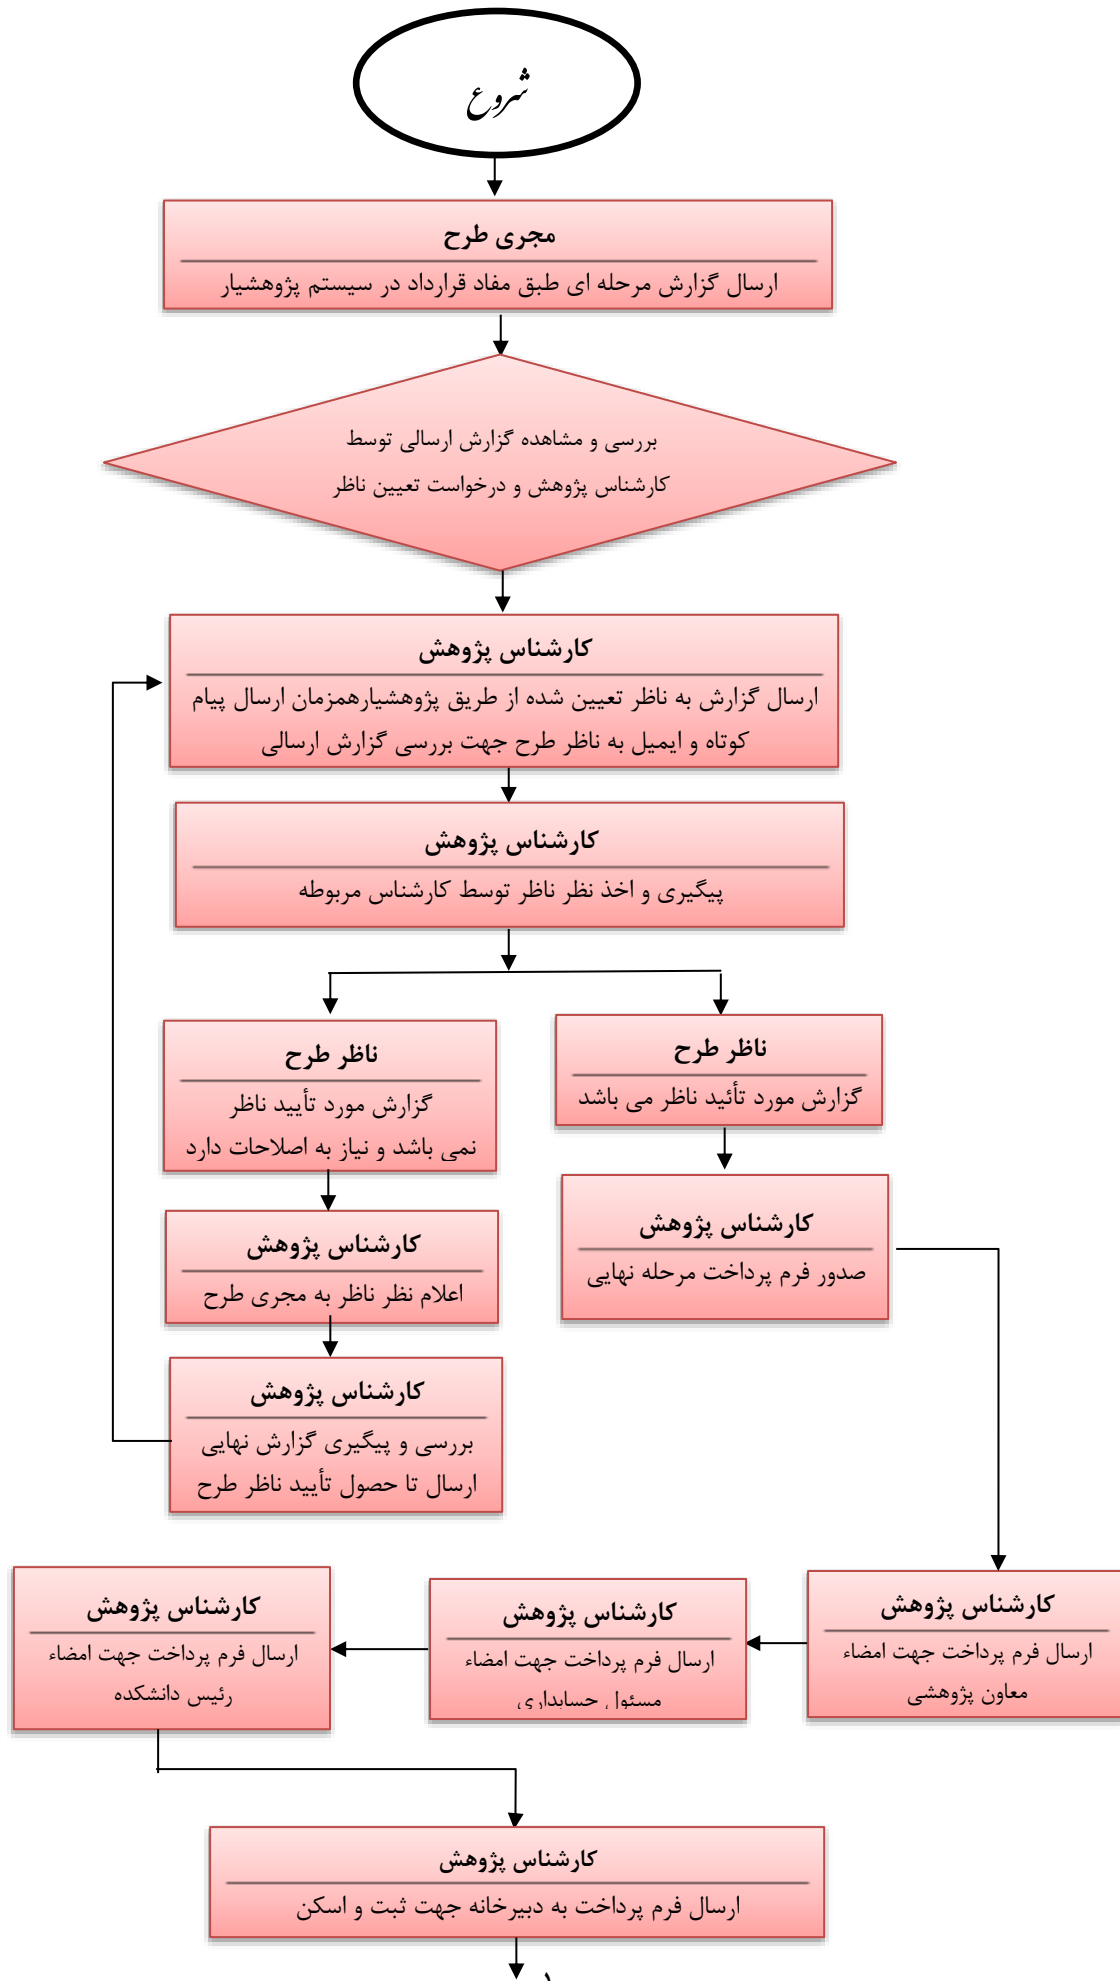 شروع
مجری طرح
ارسال گزارش مرحله ای طبق مفاد قرارداد در سیستم پژوهشیار
بررسی و مشاهده گزارش ارسالی توسط
کارشناس پژوهش و درخواست تعیین ناظر
کارشناس پژوهش
ارسال گزارش به ناظر تعیین شده از طریق پژوهشیارهمزمان ارسال پیام
کوتاه و ایمیل به ناظر طرح جهت بررسی گزارش ارسالی
کارشناس پژوهش
پیگیری و اخذ نظر ناظر توسط کارشناس مربوطه
ناظر طرح
گزارش مورد تأئید ناظر می باشد
ناظر طرح
گزارش مورد تأیید ناظر
نمی باشد و نیاز به اصلاحات دارد
کارشناس پژوهش
صدور فرم پرداخت مرحله نهایی
کارشناس پژوهش
اعلام نظر ناظر به مجری طرح
کارشناس پژوهش
بررسی و پیگیری گزارش نهایی
ارسال تا حصول تأیید ناظر طرح
کارشناس پژوهش
ارسال فرم پرداخت جهت امضاء
معاون پژوهشی
کارشناس پژوهش
ارسال فرم پرداخت جهت امضاء
مسئول حسابداری
کارشناس پژوهش
ارسال فرم پرداخت جهت امضاء
رئیس دانشکده
کارشناس پژوهش
ارسال فرم پرداخت به دبیرخانه جهت ثبت و اسکن